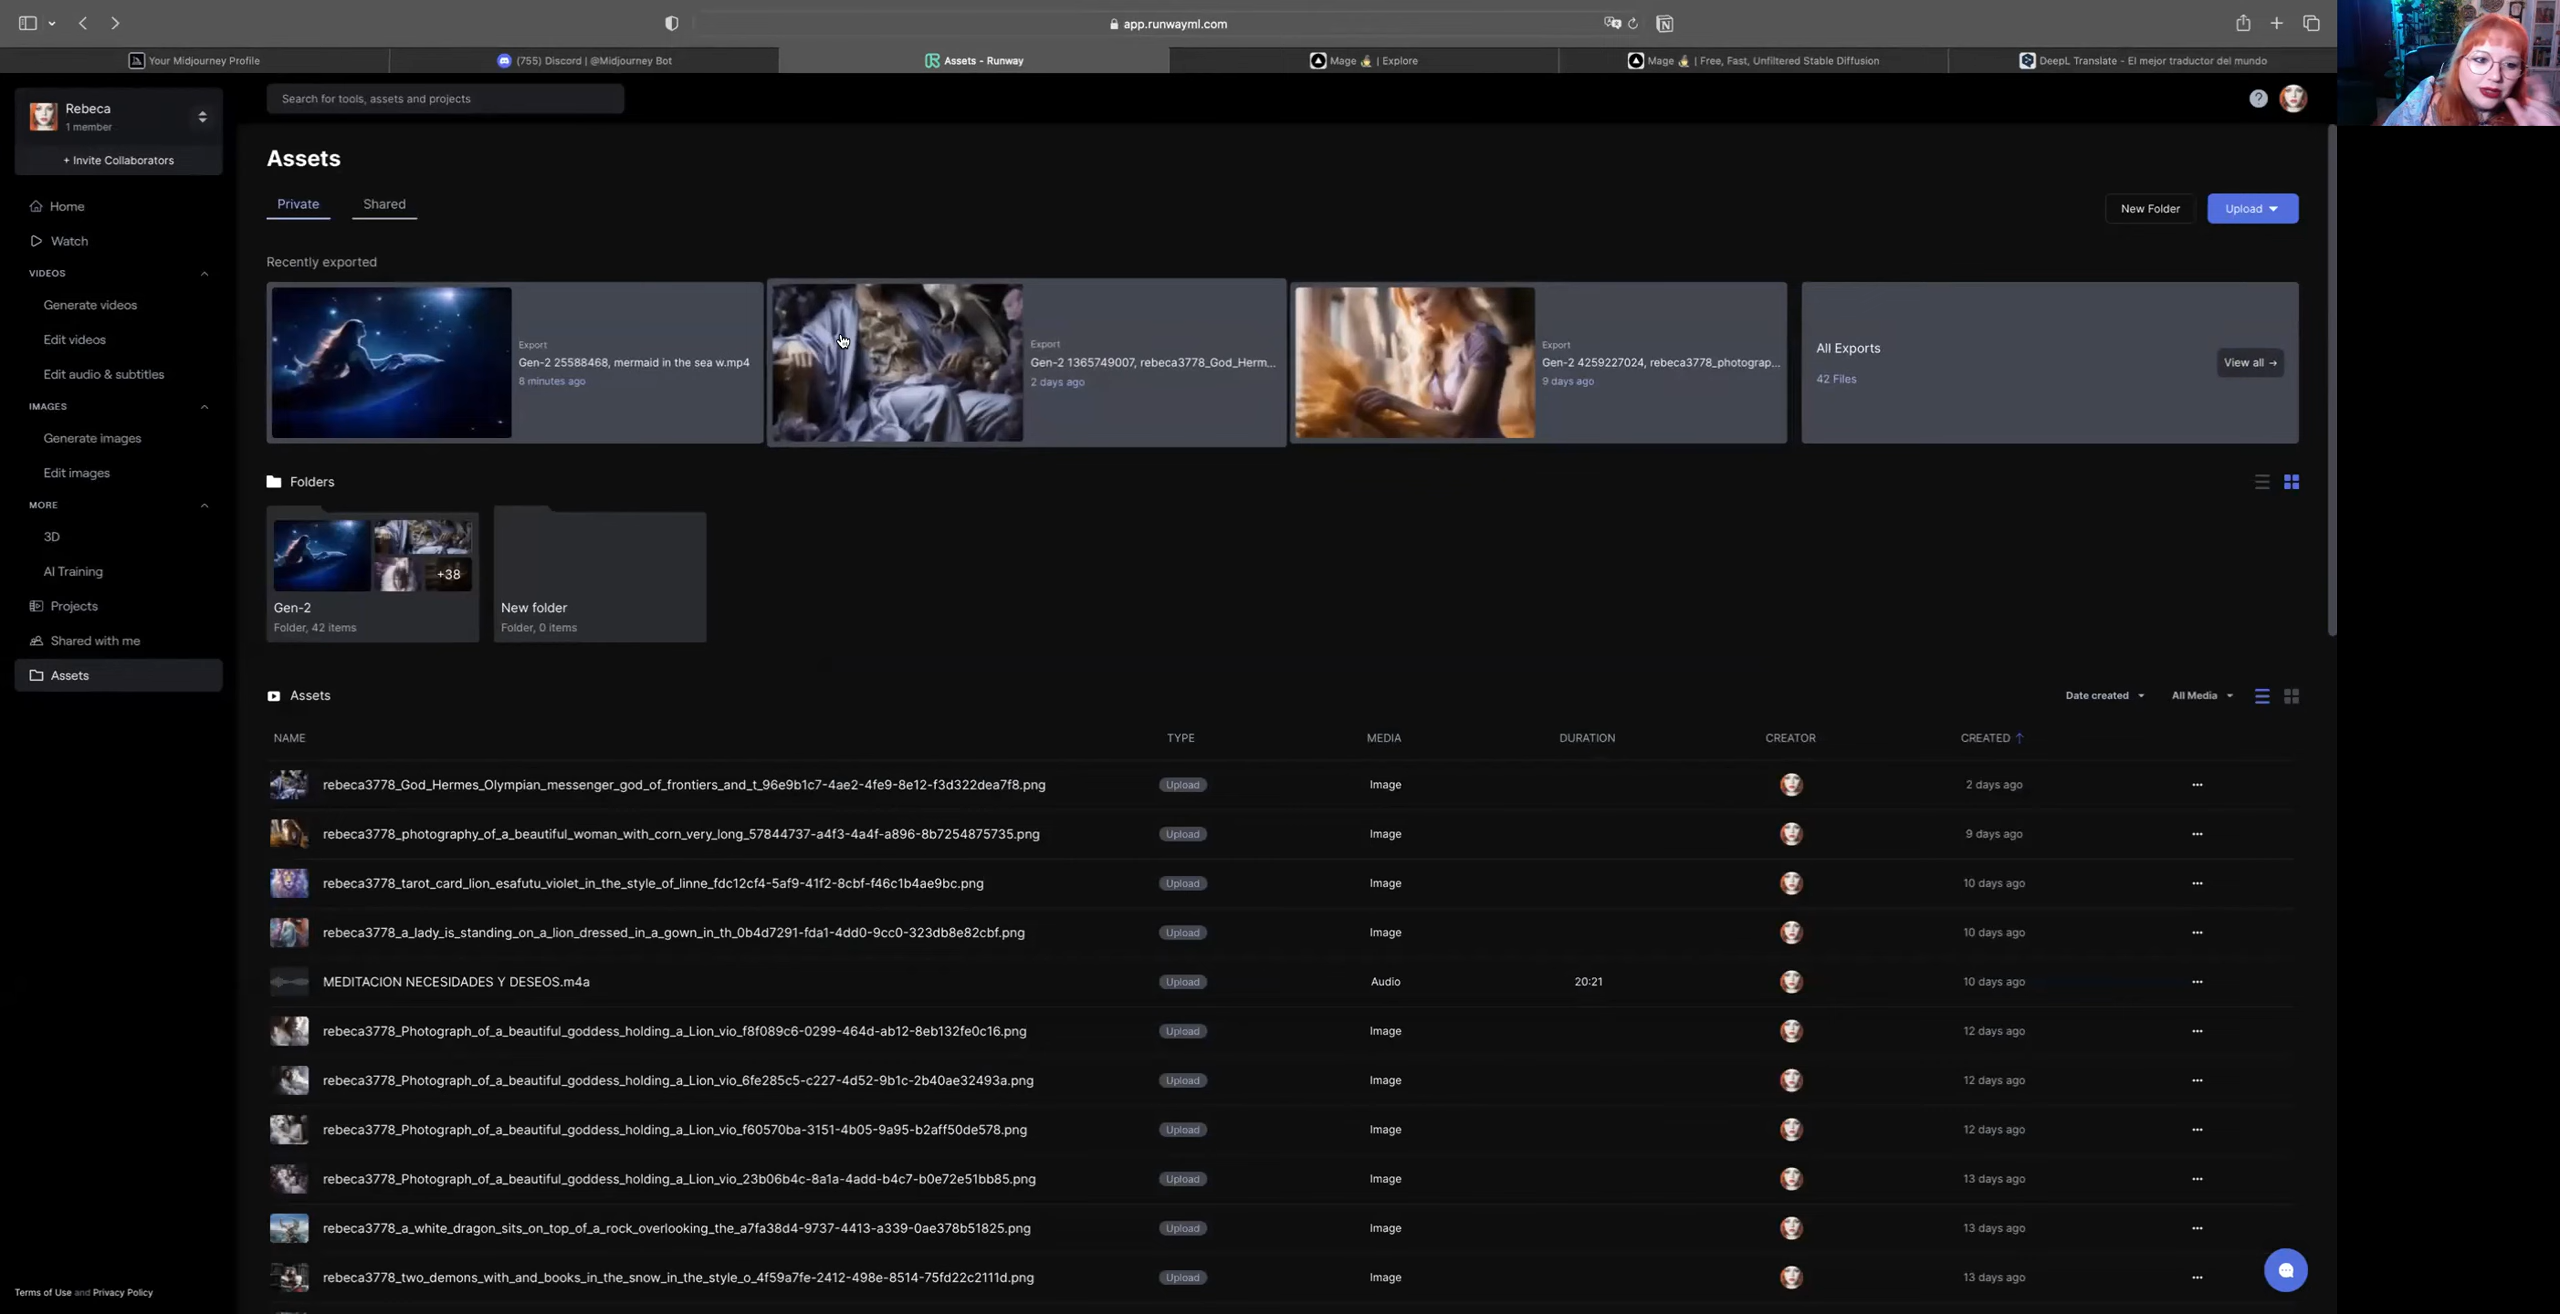 app.runwayml.com
Your Midjourney Profile
(755) Discord | @Midjourney Bot
Assets - Runway
Mage | Explore
Mage | Free, Fast, Unfiltered Stable Diffusion
DeepL Translate - El mejor traductor del mundo
Rebeca
1 member
+ Invite Collaborators
Search for tools, assets and projects
Home
Watch
VIDEOS
Generate videos
Edit videos
Edit audio & subtitles
IMAGES
Generate images
Edit images
MORE
3D
AI Training
Projects
Shared with me
Assets
Terms of Use and Privacy Policy
Assets
Private
Shared
New Folder
Upload
Recently exported
Export
Gen-2 25588468, mermaid in the sea w.mp4
8 minutes ago
Export
Gen-2 1365749007, rebeca3778_God_Herm...
2 days ago
Export
Gen-2 4259227024, rebeca3778_photograp...
9 days ago
All Exports
42 Files
View all →
Folders
+38
Gen-2
Folder, 42 items
New folder
Folder, 0 items
Assets
Date created
All Media
NAME TYPE MEDIA DURATION CREATOR CREATED ↑
rebeca3778_God_Hermes_Olympian_messenger_god_of_frontiers_and_t_96e9b1c7-4ae2-4fe9-8e12-f3d322dea7f8.png Upload Image 2 days ago ...
rebeca3778_photography_of_a_beautiful_woman_with_corn_very_long_57844737-a4f3-4a4f-a896-8b7254875735.png Upload Image 9 days ago ...
rebeca3778_tarot_card_lion_esafutu_violet_in_the_style_of_linne_fdc12cf4-5af9-41f2-8cbf-f46c1b4ae9bc.png Upload Image 10 days ago ...
rebeca3778_a_lady_is_standing_on_a_lion_dressed_in_a_gown_in_th_0b4d7291-fda1-4dd0-9cc0-323db8e82cbf.png Upload Image 10 days ago ...
MEDITACION NECESIDADES Y DESEOS.m4a Upload Audio 20:21 10 days ago ...
rebeca3778_Photograph_of_a_beautiful_goddess_holding_a_Lion_vio_f8f089c6-0299-464d-ab12-8eb132fe0c16.png Upload Image 12 days ago ...
rebeca3778_Photograph_of_a_beautiful_goddess_holding_a_Lion_vio_6fe285c5-c227-4d52-9b1c-2b40ae32493a.png Upload Image 12 days ago ...
rebeca3778_Photograph_of_a_beautiful_goddess_holding_a_Lion_vio_f60570ba-3151-4b05-9a95-b2aff50de578.png Upload Image 12 days ago ...
rebeca3778_Photograph_of_a_beautiful_goddess_holding_a_Lion_vio_23b06b4c-8a1a-4add-b4c7-b0e72e51bb85.png Upload Image 13 days ago ...
rebeca3778_a_white_dragon_sits_on_top_of_a_rock_overlooking_the_a7fa38d4-9737-4413-a339-0ae378b51825.png Upload Image 13 days ago ...
rebeca3778_two_demons_with_and_books_in_the_snow_in_the_style_o_4f59a7fe-2412-498e-8514-75fd22c2111d.png Upload Image 13 days ago ...